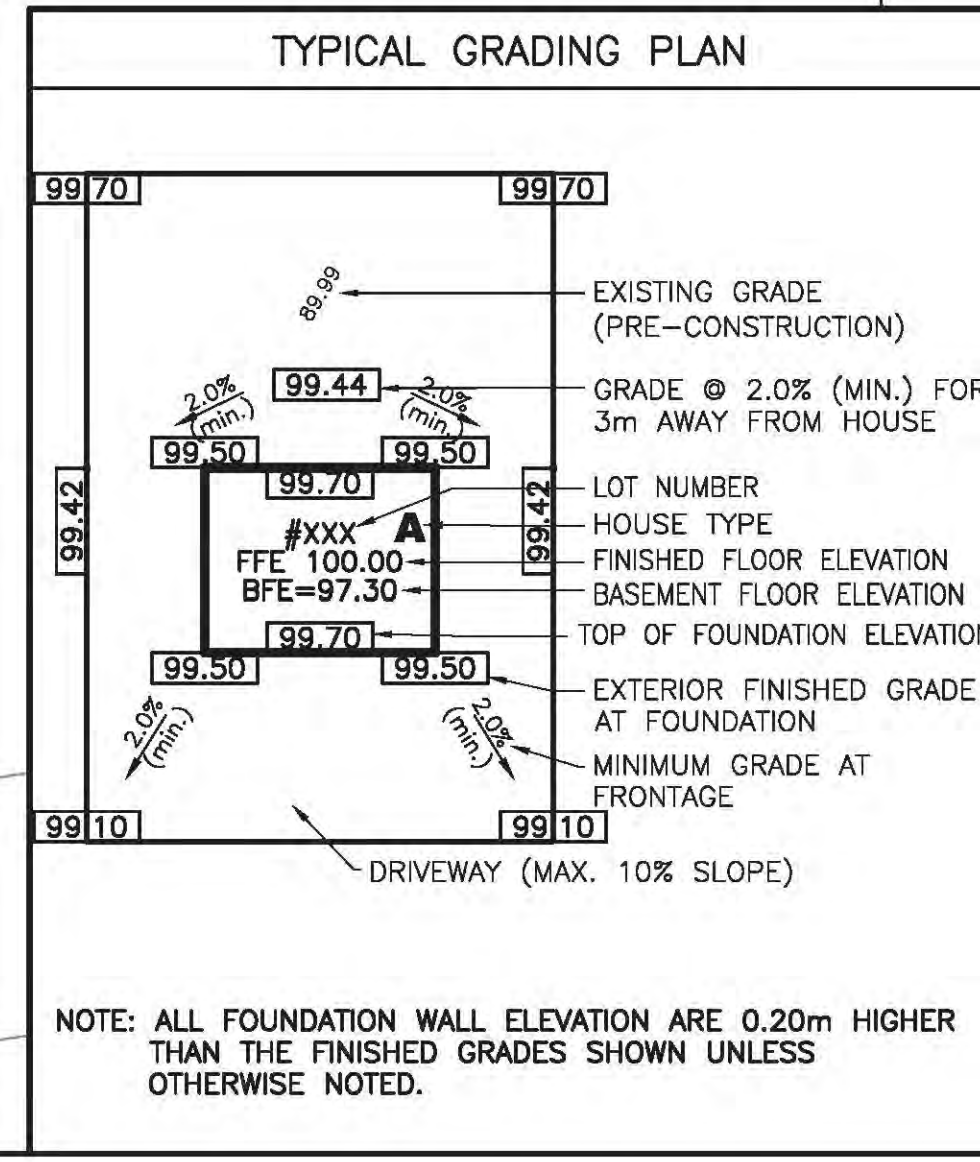 TYPICAL GRADING PLAN
99 70
99 70
89.99
EXISTING GRADE
(PRE-CONSTRUCTION)
2.0%
(min.)
99.44
2.0%
(min.)
GRADE @ 2.0% (MIN.) FOR
3m AWAY FROM HOUSE
99.50
99.50
99.70
99.42
99.42
LOT NUMBER
#XXX
A
HOUSE TYPE
FFE 100.00
FINISHED FLOOR ELEVATION
BFE=97.30
BASEMENT FLOOR ELEVATION
99.70
TOP OF FOUNDATION ELEVATION
99.50
99.50
EXTERIOR FINISHED GRADE
AT FOUNDATION
2.0%
(min.)
2.0%
(min.)
MINIMUM GRADE AT
FRONTAGE
99 10
99 10
DRIVEWAY (MAX. 10% SLOPE)
NOTE: ALL FOUNDATION WALL ELEVATION ARE 0.20m HIGHER
THAN THE FINISHED GRADES SHOWN UNLESS
OTHERWISE NOTED.